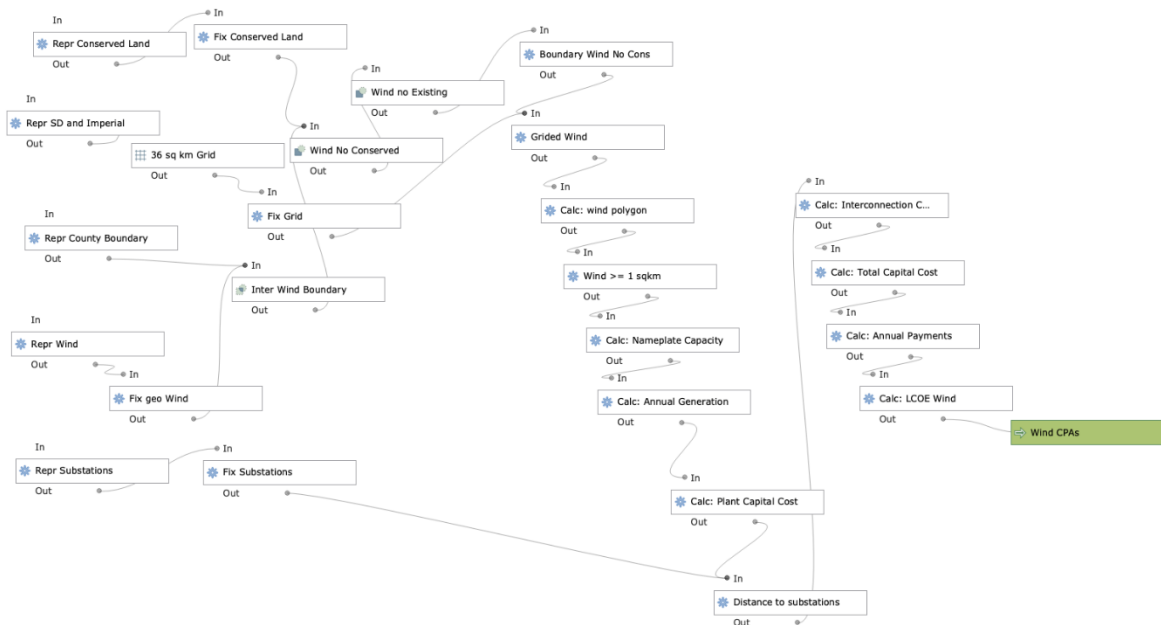 In
Repr Conserved Land
Out
In
Fix Conserved Land
Out
In
Boundary Wind No Cons
Out
In
Wind no Existing
Out
In
Repr SD and Imperial
Out
In
Wind No Conserved
Out
In
Grided Wind
Out
36 sq km Grid
Out
In
Fix Grid
Out
In
Calc: wind polygon
Out
In
Calc: Interconnection C...
Out
In
Repr County Boundary
Out
In
Inter Wind Boundary
Out
In
Wind >= 1 sqkm
Out
In
Calc: Total Capital Cost
Out
In
Repr Wind
Out
In
Calc: Nameplate Capacity
Out
In
Calc: Annual Payments
Out
In
Fix geo Wind
Out
In
Calc: Annual Generation
Out
In
Calc: LCOE Wind
Out
Wind CPAs
In
Repr Substations
Out
In
Fix Substations
Out
In
Calc: Plant Capital Cost
Out
In
Distance to substations
Out